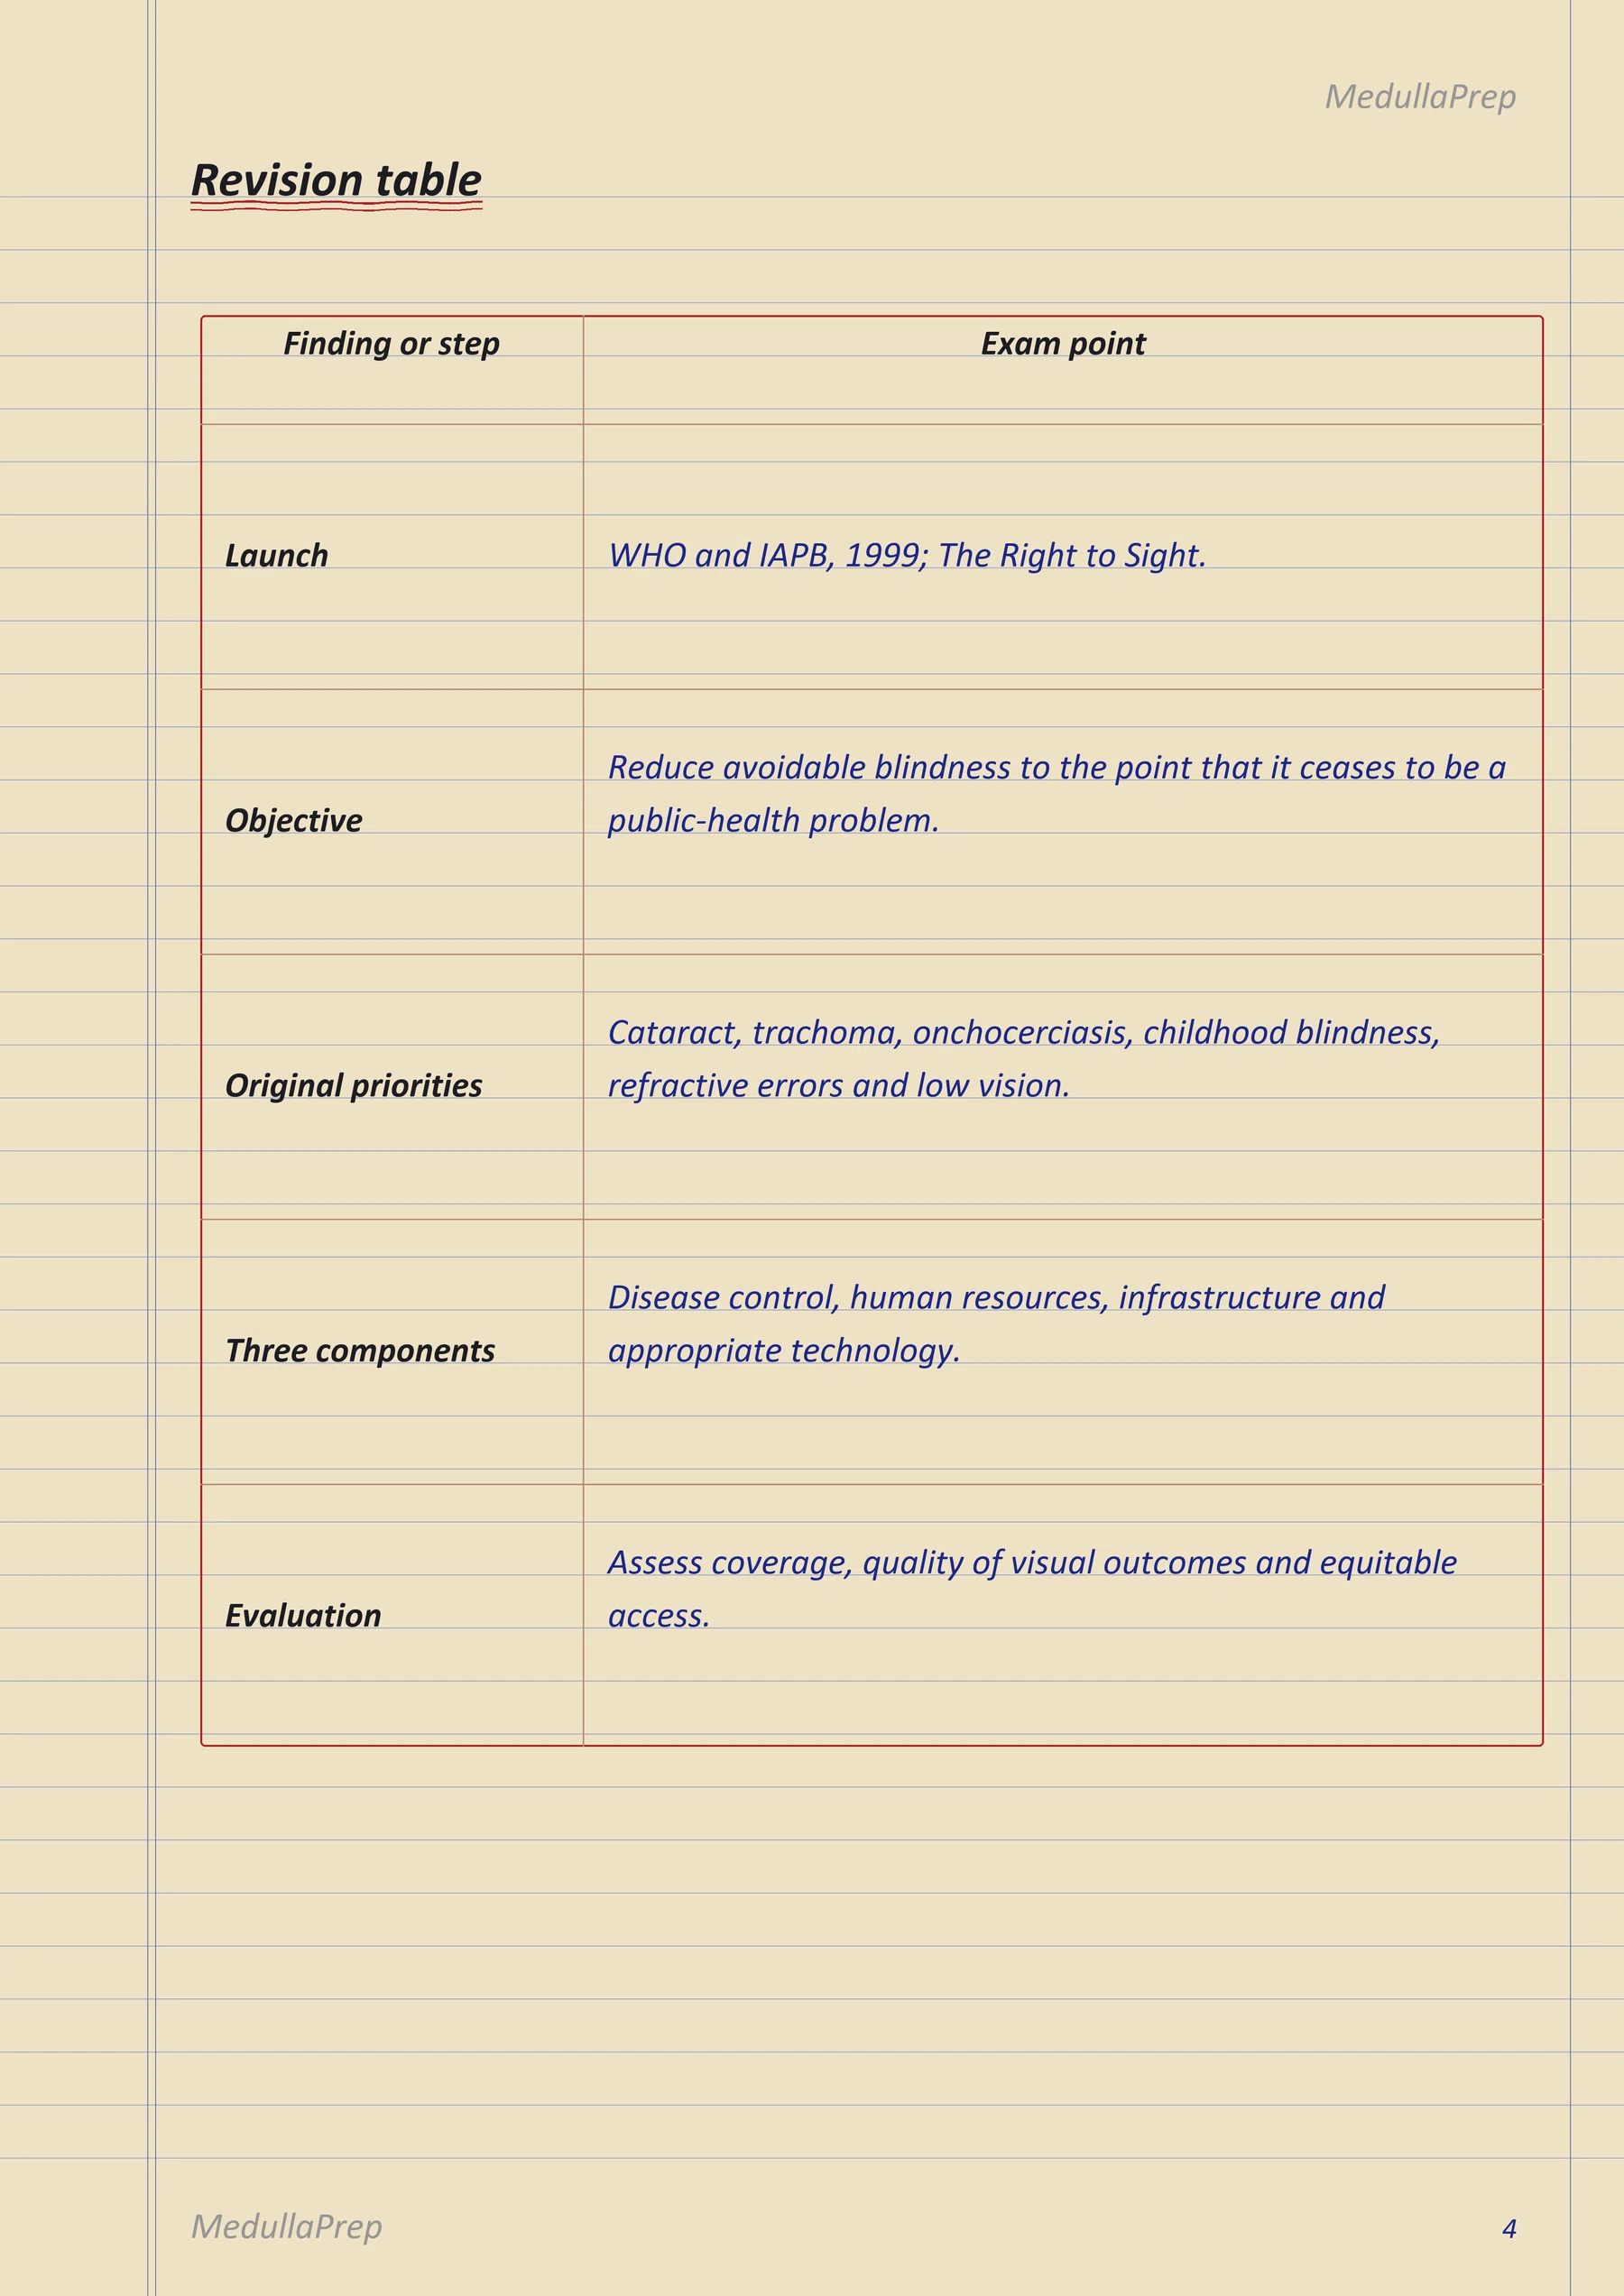 MedullaPrep
Revision table
Finding or step
Exam point
Launch
WHO and IAPB, 1999; The Right to Sight.
Objective
Reduce avoidable blindness to the point that it ceases to be a
public-health problem.
Original priorities
Cataract, trachoma, onchocerciasis, childhood blindness,
refractive errors and low vision.
Three components
Disease control, human resources, infrastructure and
appropriate technology.
Evaluation
Assess coverage, quality of visual outcomes and equitable
access.
MedullaPrep
4